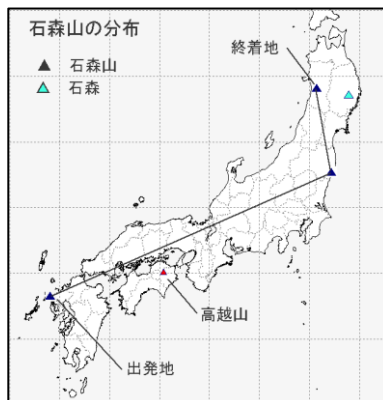 石森山の分布
石森山
石森
終着地
高越山
出発地